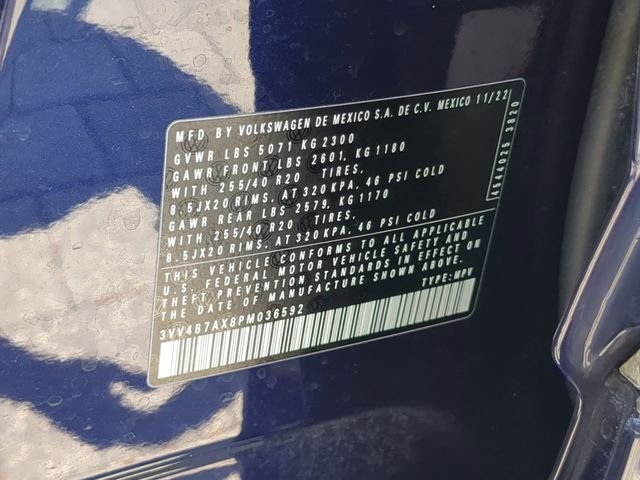 MFD. BY VOLKSWAGEN DE MEXICO S.A. DE C.V. MEXICO 11/22
GVWR LBS 5071 KG 2300
GAWR FRONT LBS 2601, KG 1180
WITH 255/40 R20 TIRES,
8.5JX20 RIMS, AT 320 KPA, 46 PSI COLD
GAWR REAR LBS 2579, KG 1170
WITH 255/40 R20 TIRES,
8.5JX20 RIMS, AT 320 KPA, 46 PSI COLD
THIS VEHICLE CONFORMS TO ALL APPLICABLE
U.S. FEDERAL MOTOR VEHICLE SAFETY AND
THEFT PREVENTION STANDARDS IN EFFECT ON
THE DATE OF MANUFACTURE SHOWN ABOVE.
TYPE: MPV
3VV4B7AX8PM036592
4544025 3820